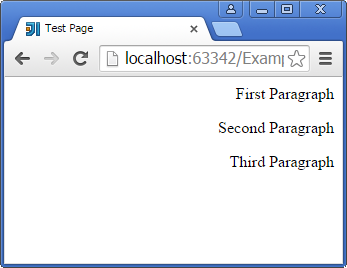 Test Page
localhost:63342/Examp
First Paragraph
Second Paragraph
Third Paragraph